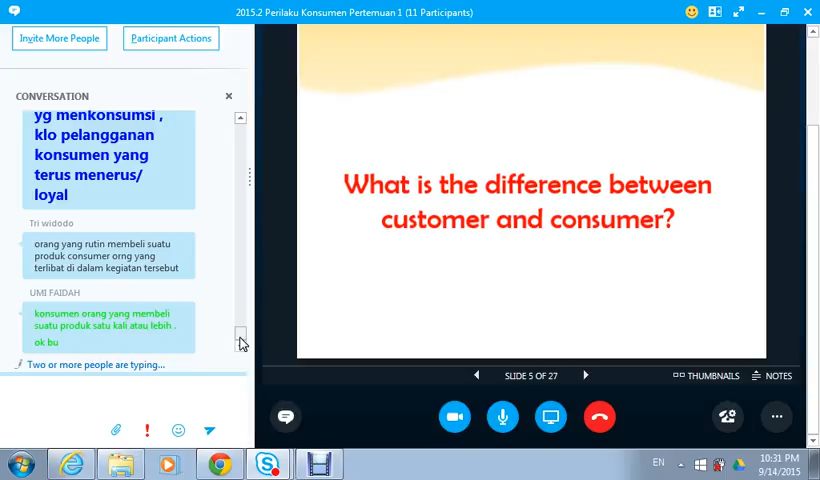 2015.2 Perilaku Konsumen Pertemuan 1 (11 Participants)
Invite More People
Participant Actions
CONVERSATION
yg menkonsumsi ,
klo pelangganan
konsumen yang
terus menerus/
loyal
Tri widodo
orang yang rutin membeli suatu
produk consumer orng yang
terlibat di dalam kegiatan tersebut
UMI FAIDAH
konsumen orang yang membeli
suatu produk satu kali atau lebih .
ok bu
Two or more people are typing...
What is the difference between
customer and consumer?
SLIDE 5 OF 27
THUMBNAILS
NOTES
EN
10:31 PM
9/14/2015